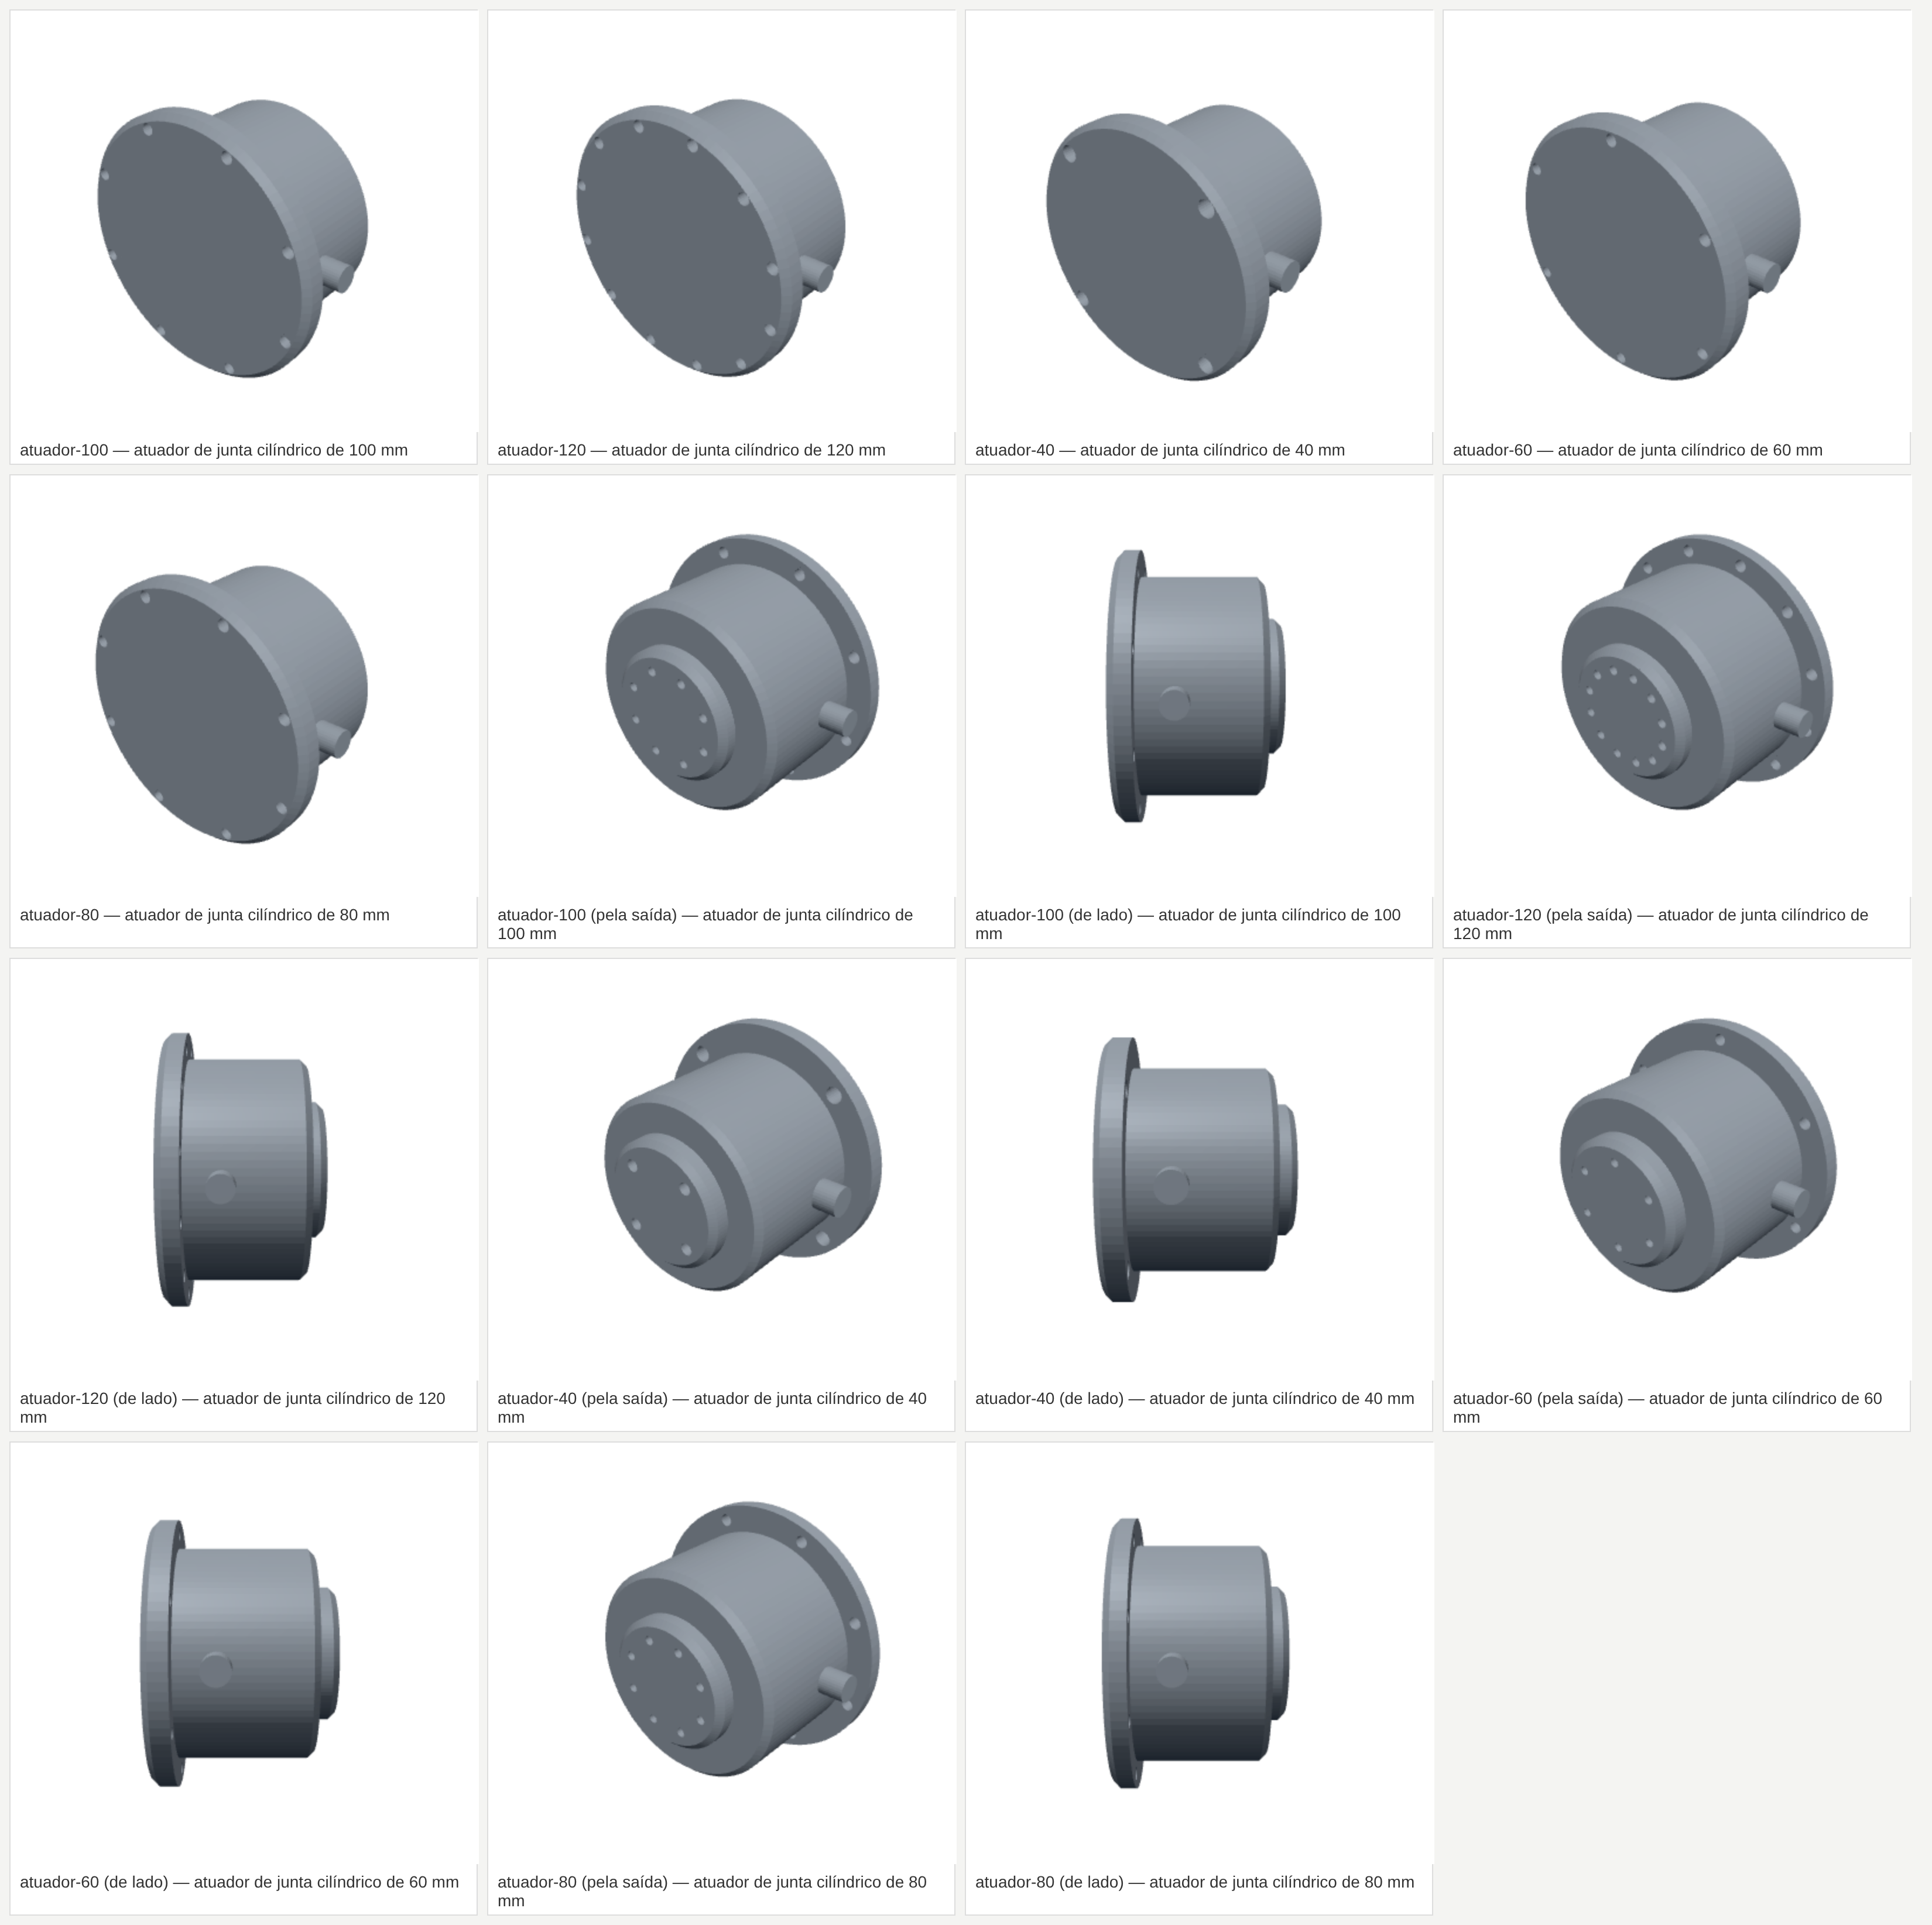 atuador-100 — atuador de junta cilíndrico de 100 mm
atuador-120 — atuador de junta cilíndrico de 120 mm
atuador-40 — atuador de junta cilíndrico de 40 mm
atuador-60 — atuador de junta cilíndrico de 60 mm
atuador-80 — atuador de junta cilíndrico de 80 mm
atuador-100 (pela saída) — atuador de junta cilíndrico de
100 mm
atuador-100 (de lado) — atuador de junta cilíndrico de 100
mm
atuador-120 (pela saída) — atuador de junta cilíndrico de
120 mm
atuador-120 (de lado) — atuador de junta cilíndrico de 120
mm
atuador-40 (pela saída) — atuador de junta cilíndrico de 40
mm
atuador-40 (de lado) — atuador de junta cilíndrico de 40 mm
atuador-60 (pela saída) — atuador de junta cilíndrico de 60
mm
atuador-60 (de lado) — atuador de junta cilíndrico de 60 mm
atuador-80 (pela saída) — atuador de junta cilíndrico de 80
mm
atuador-80 (de lado) — atuador de junta cilíndrico de 80 mm